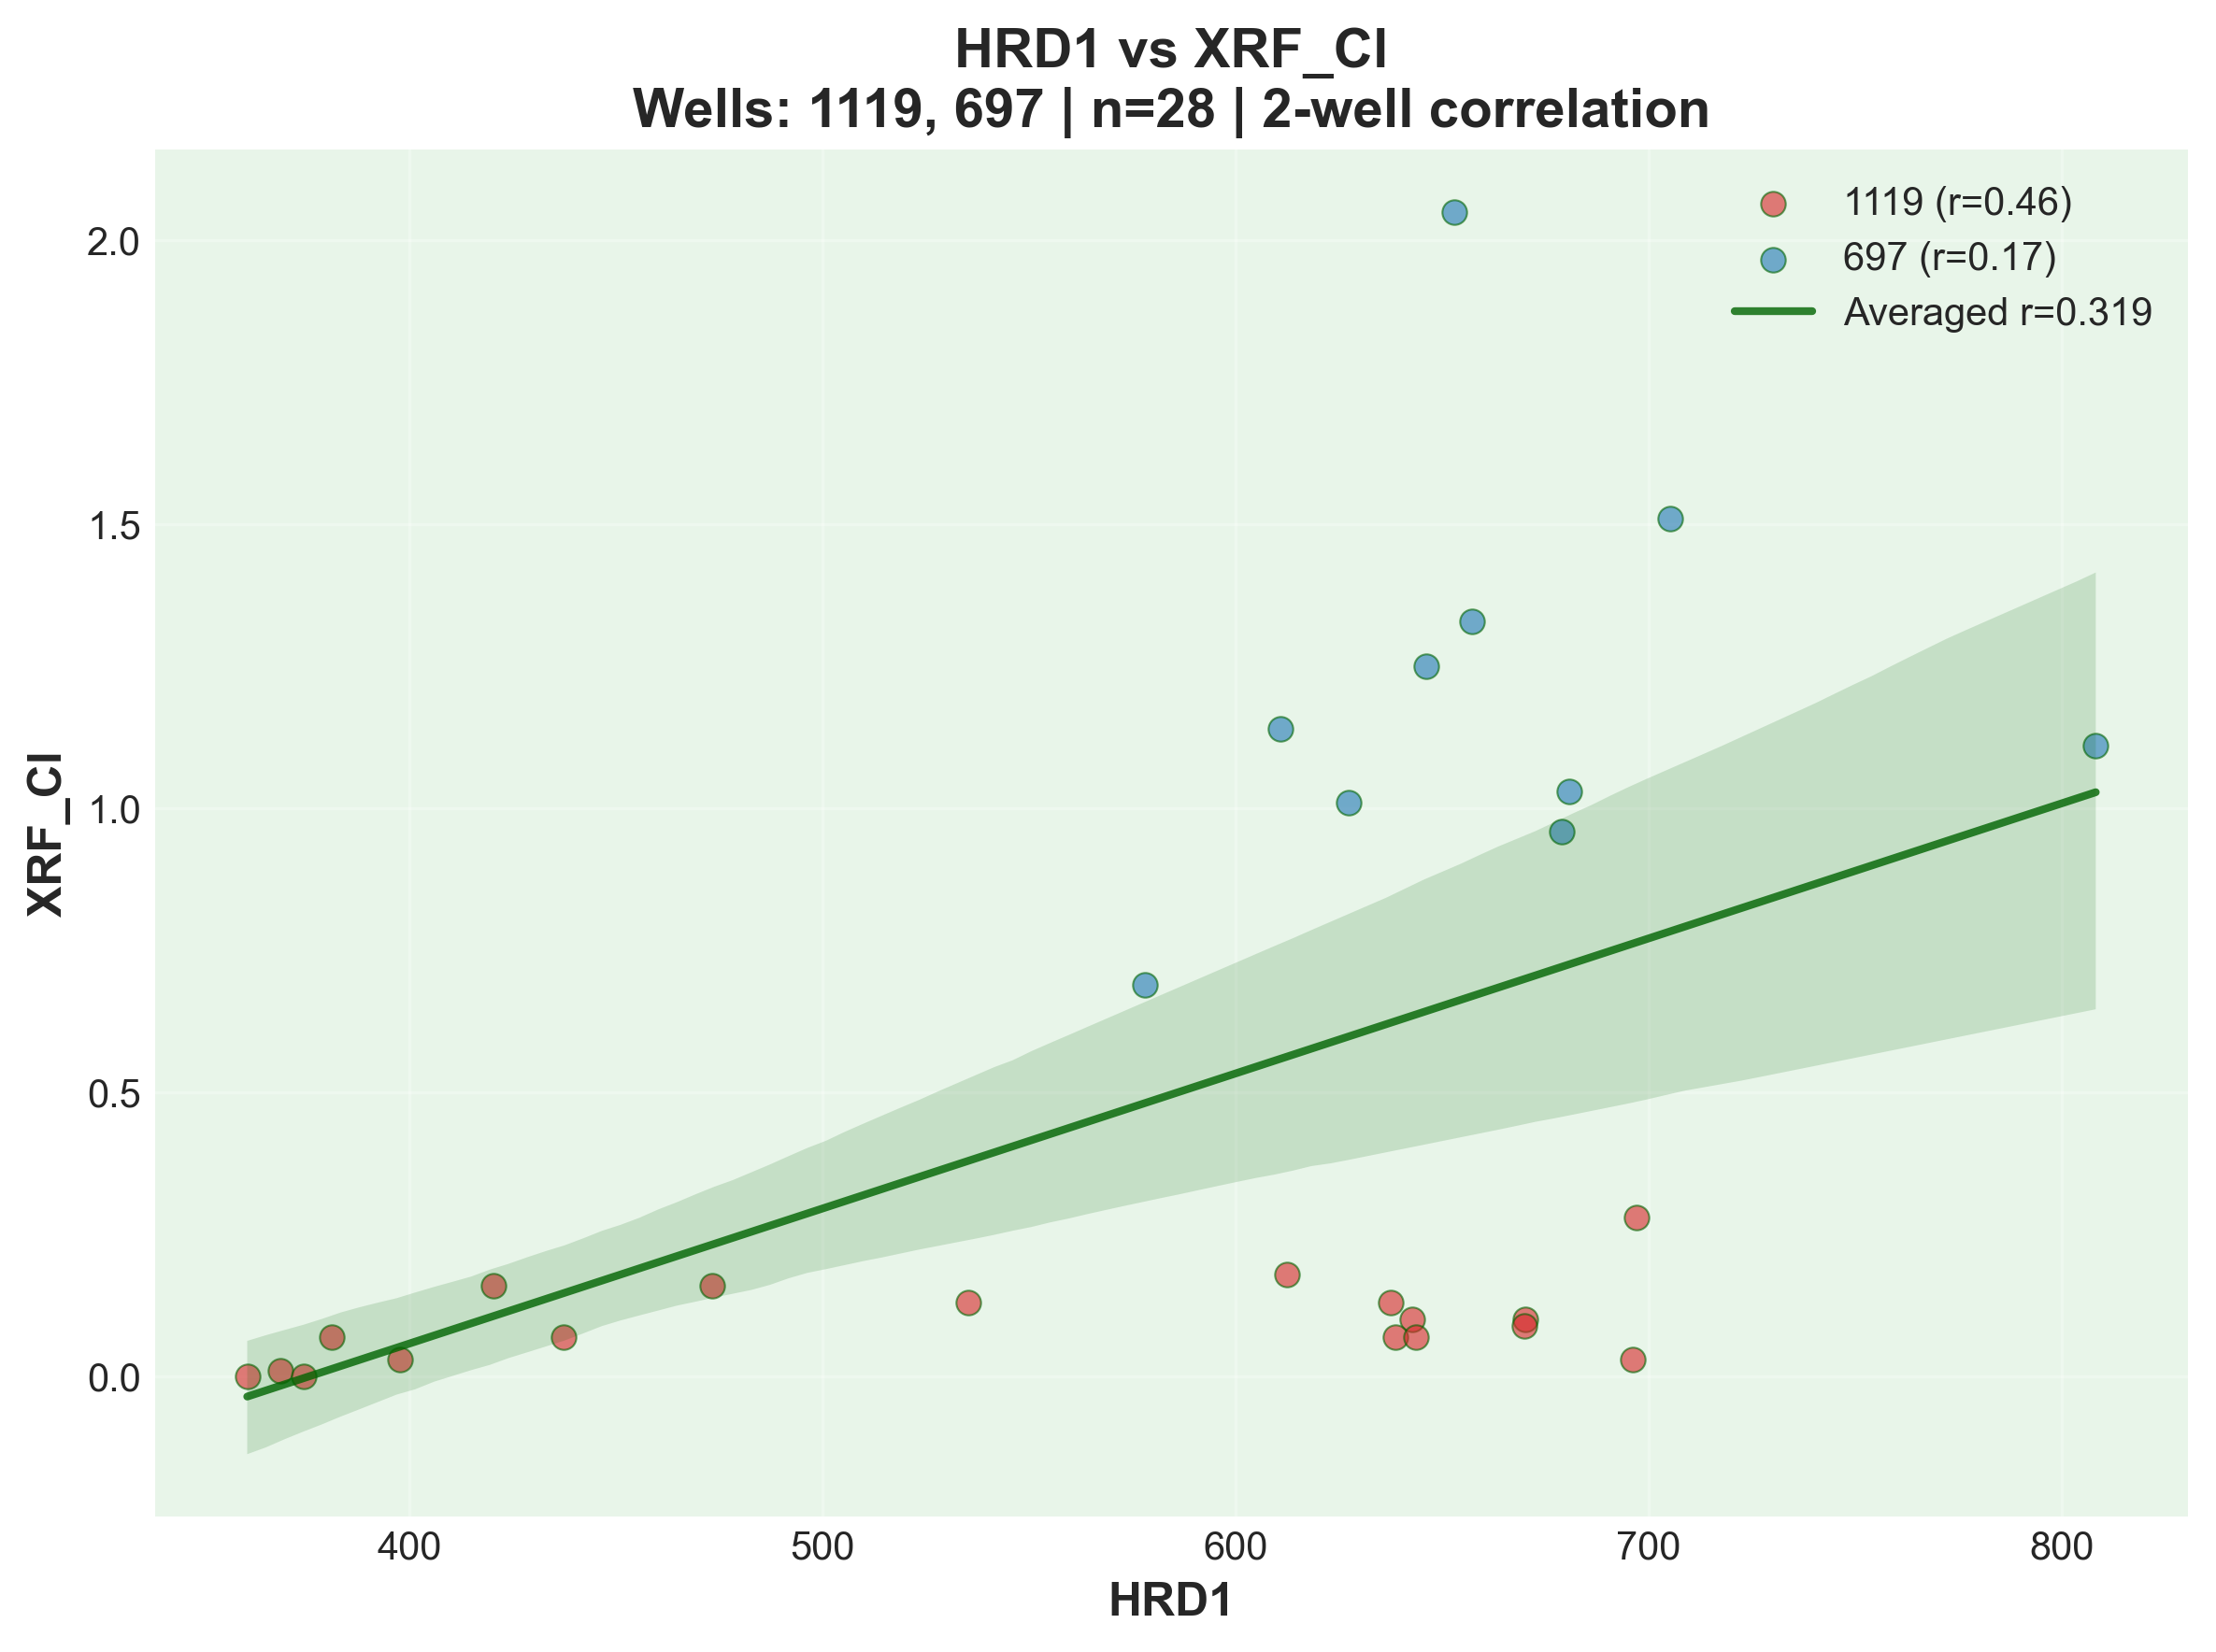 HRD1 vs XRF_Cl
Wells: 1119, 697 | n=28 | 2-well correlation
1119 (r=0.46)
697 (r=0.17)
Averaged r=0.319
XRF_Cl
2.0
1.5
1.0
0.5
0.0
400
500
600
700
800
HRD1